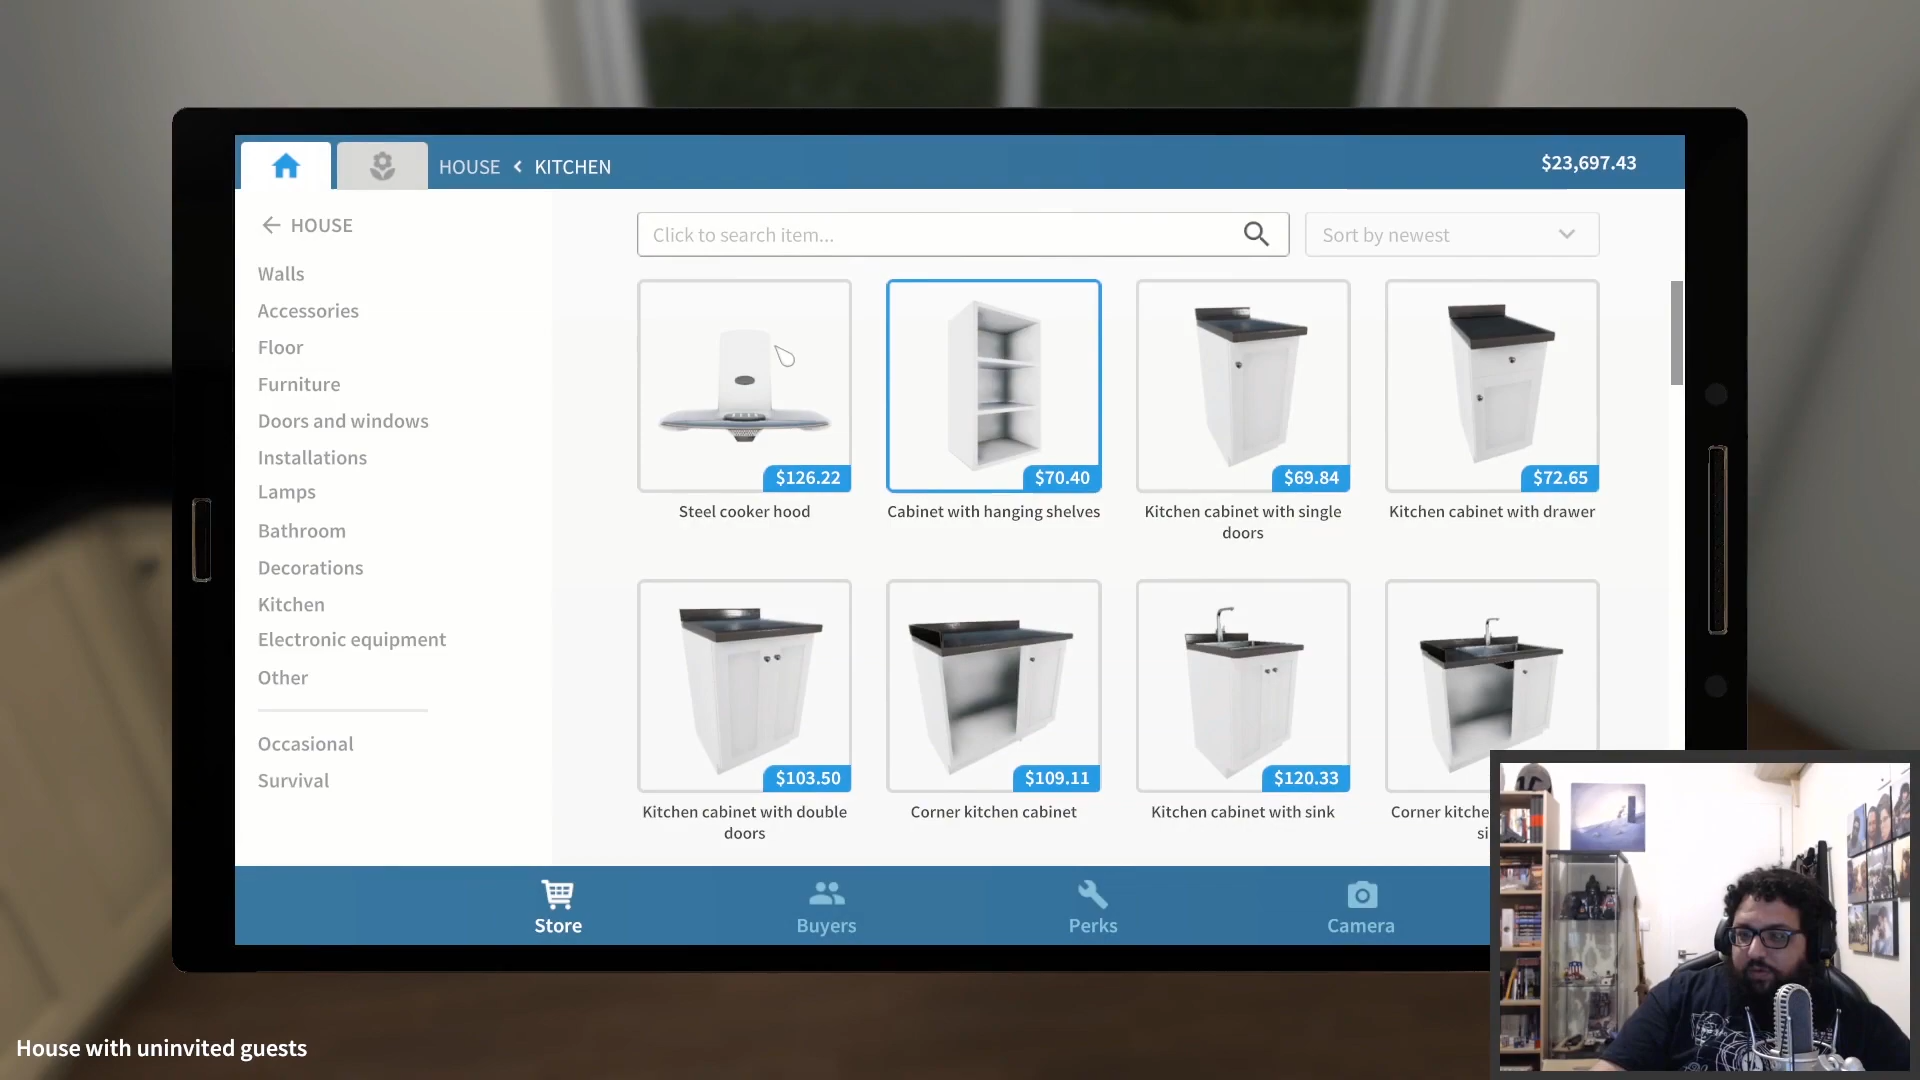 HOUSE < KITCHEN
$23,697.43
← HOUSE
Walls
Accessories
Floor
Furniture
Doors and windows
Installations
Lamps
Bathroom
Decorations
Kitchen
Electronic equipment
Other
Occasional
Survival
Click to search item...
Sort by newest
$126.22
$70.40
$69.84
$72.65
Steel cooker hood
Cabinet with hanging shelves
Kitchen cabinet with single
doors
Kitchen cabinet with drawer
$103.50
$109.11
$120.33
Kitchen cabinet with double
doors
Corner kitchen cabinet
Kitchen cabinet with sink
Corner kitche
si
Store
Buyers
Perks
Camera
House with uninvited guests